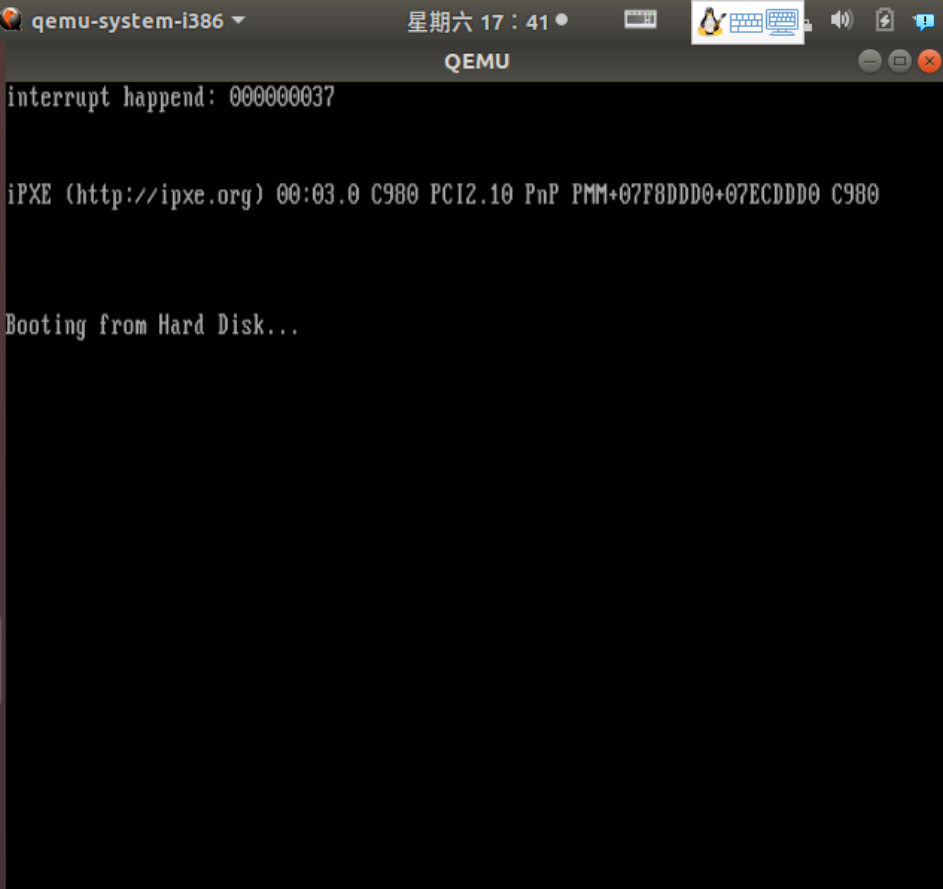 qemu-system-i386
星期六 17：41
QEMU
interrupt happend: 000000037
iPXE (http://ipxe.org) 00:03.0 C980 PCI2.10 PnP PMM+07F8DDD0+07ECDDD0 C980
Booting from Hard Disk...